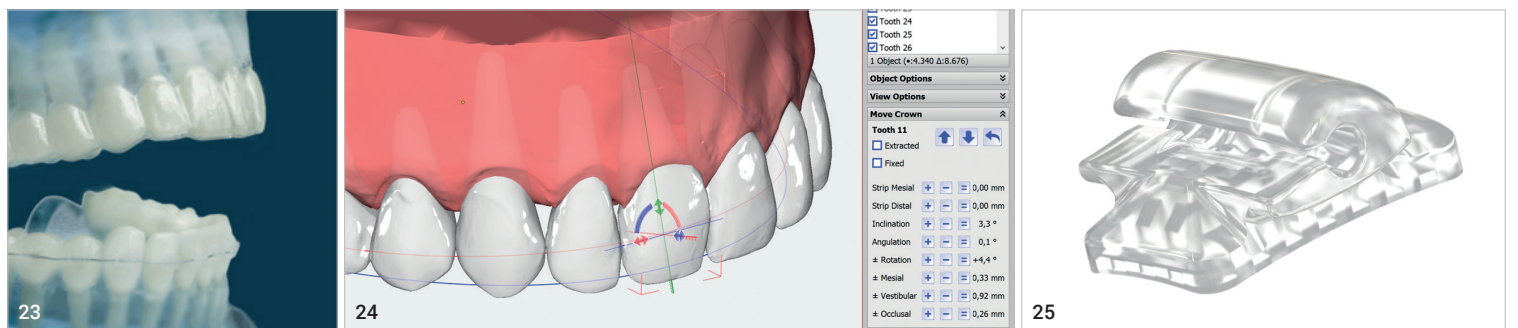 Tooth 24
Tooth 25
Tooth 26
1 Object (•:4.340 Δ:8.676)
Object Options
View Options
Move Crown
Tooth 11
Extracted
Fixed
Strip Mesial + − = 0,00 mm
Strip Distal + − = 0,00 mm
Inclination + − = 3,3 °
Angulation + − = 0,1 °
± Rotation + − = +4,4 °
± Mesial + − = 0,33 mm
± Vestibular + − = 0,92 mm
± Occlusal + − = 0,26 mm
23
24
25